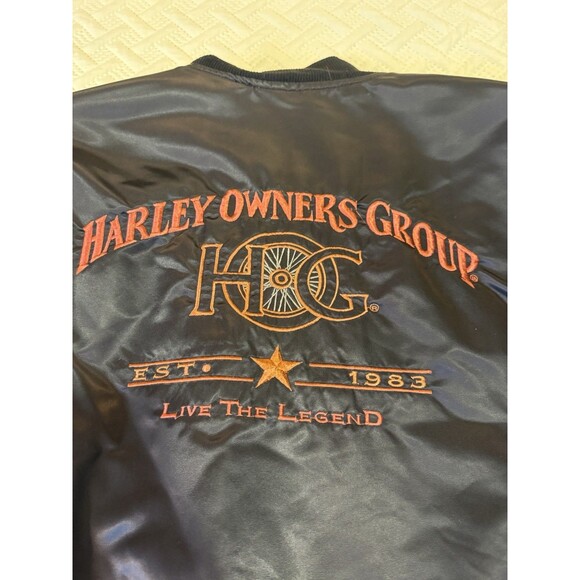 HARLEY OWNERS GROUP®
HOG®
EST• 1983
LIVE THE LEGEND